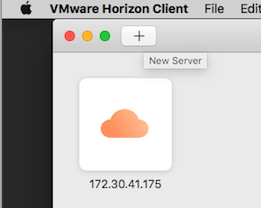 VMware Horizon Client File Edit
New Server
172.30.41.175